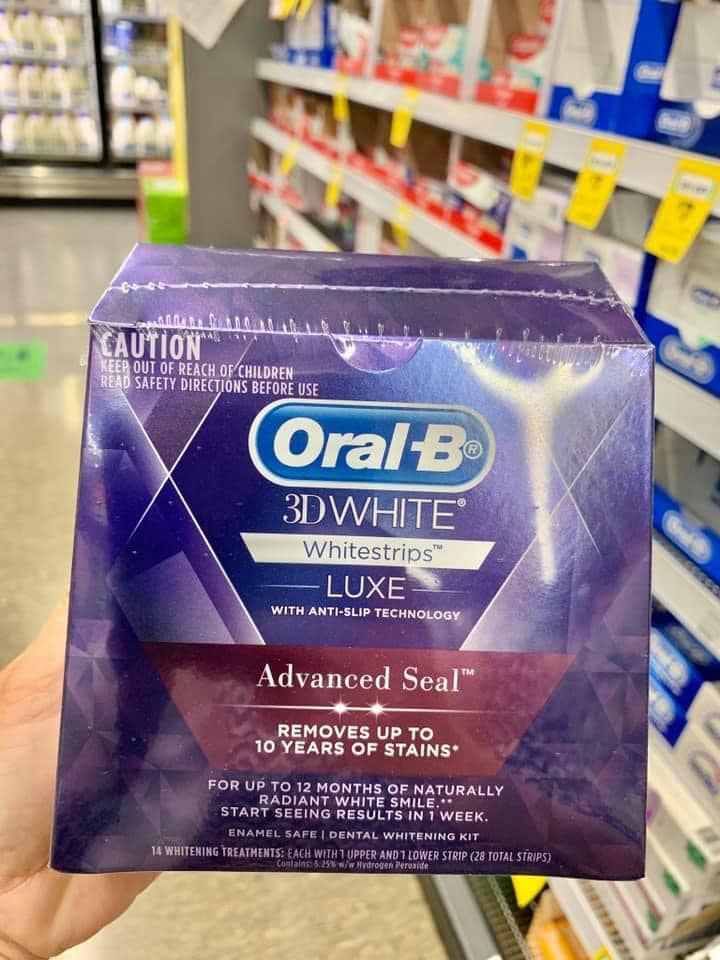 CAUTION
KEEP OUT OF REACH OF CHILDREN
READ SAFETY DIRECTIONS BEFORE USE
Oral-B®
3D WHITE®
Whitestrips™
LUXE
WITH ANTI-SLIP TECHNOLOGY
Advanced Seal™
REMOVES UP TO
10 YEARS OF STAINS*
FOR UP TO 12 MONTHS OF NATURALLY
RADIANT WHITE SMILE.**
START SEEING RESULTS IN 1 WEEK.
ENAMEL SAFE | DENTAL WHITENING KIT
14 WHITENING TREATMENTS: EACH WITH 1 UPPER AND 1 LOWER STRIP (28 TOTAL STRIPS)
Contains: 5.25% w/w Hydrogen Peroxide